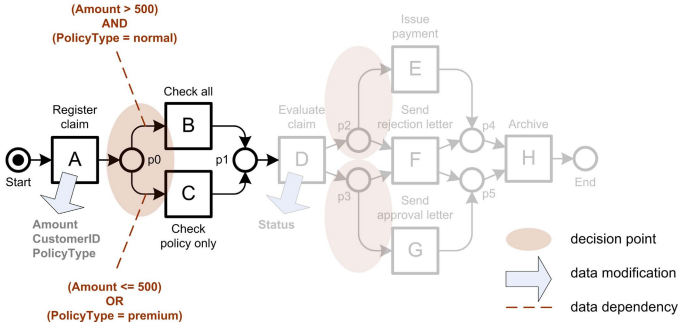 (Amount > 500)
AND
(PolicyType = normal)
Issue
payment
E
Register
claim
Check all
B
Evaluate
claim
Send
rejection letter
Archive
p2
p4
Start
A
p0
p1
D
F
H
End
p3
p5
C
Check
policy only
Send
approval letter
G
Amount
CustomerID
PolicyType
Status
(Amount <= 500)
OR
(PolicyType = premium)
decision point
data modification
data dependency